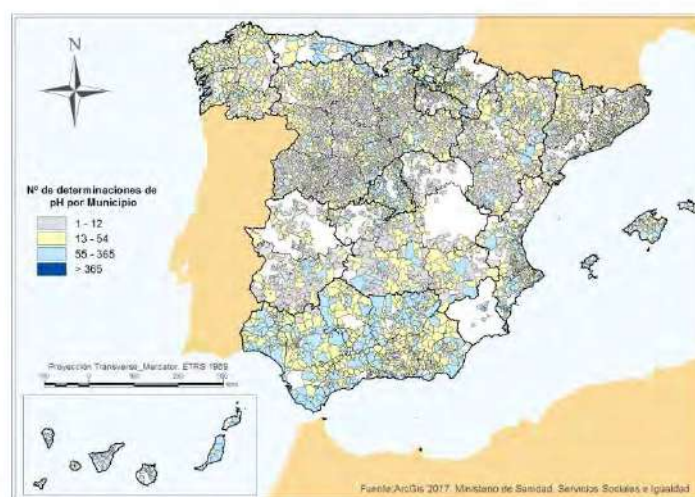 N
Nº de determinaciones de
pH por Municipio
1 - 12
13 - 54
55 - 365
> 365
Proyección Transverse_Mercator. ETRS 1989
Fuente:ArcGis 2017. Ministerio de Sanidad, Servicios Sociales e Igualdad